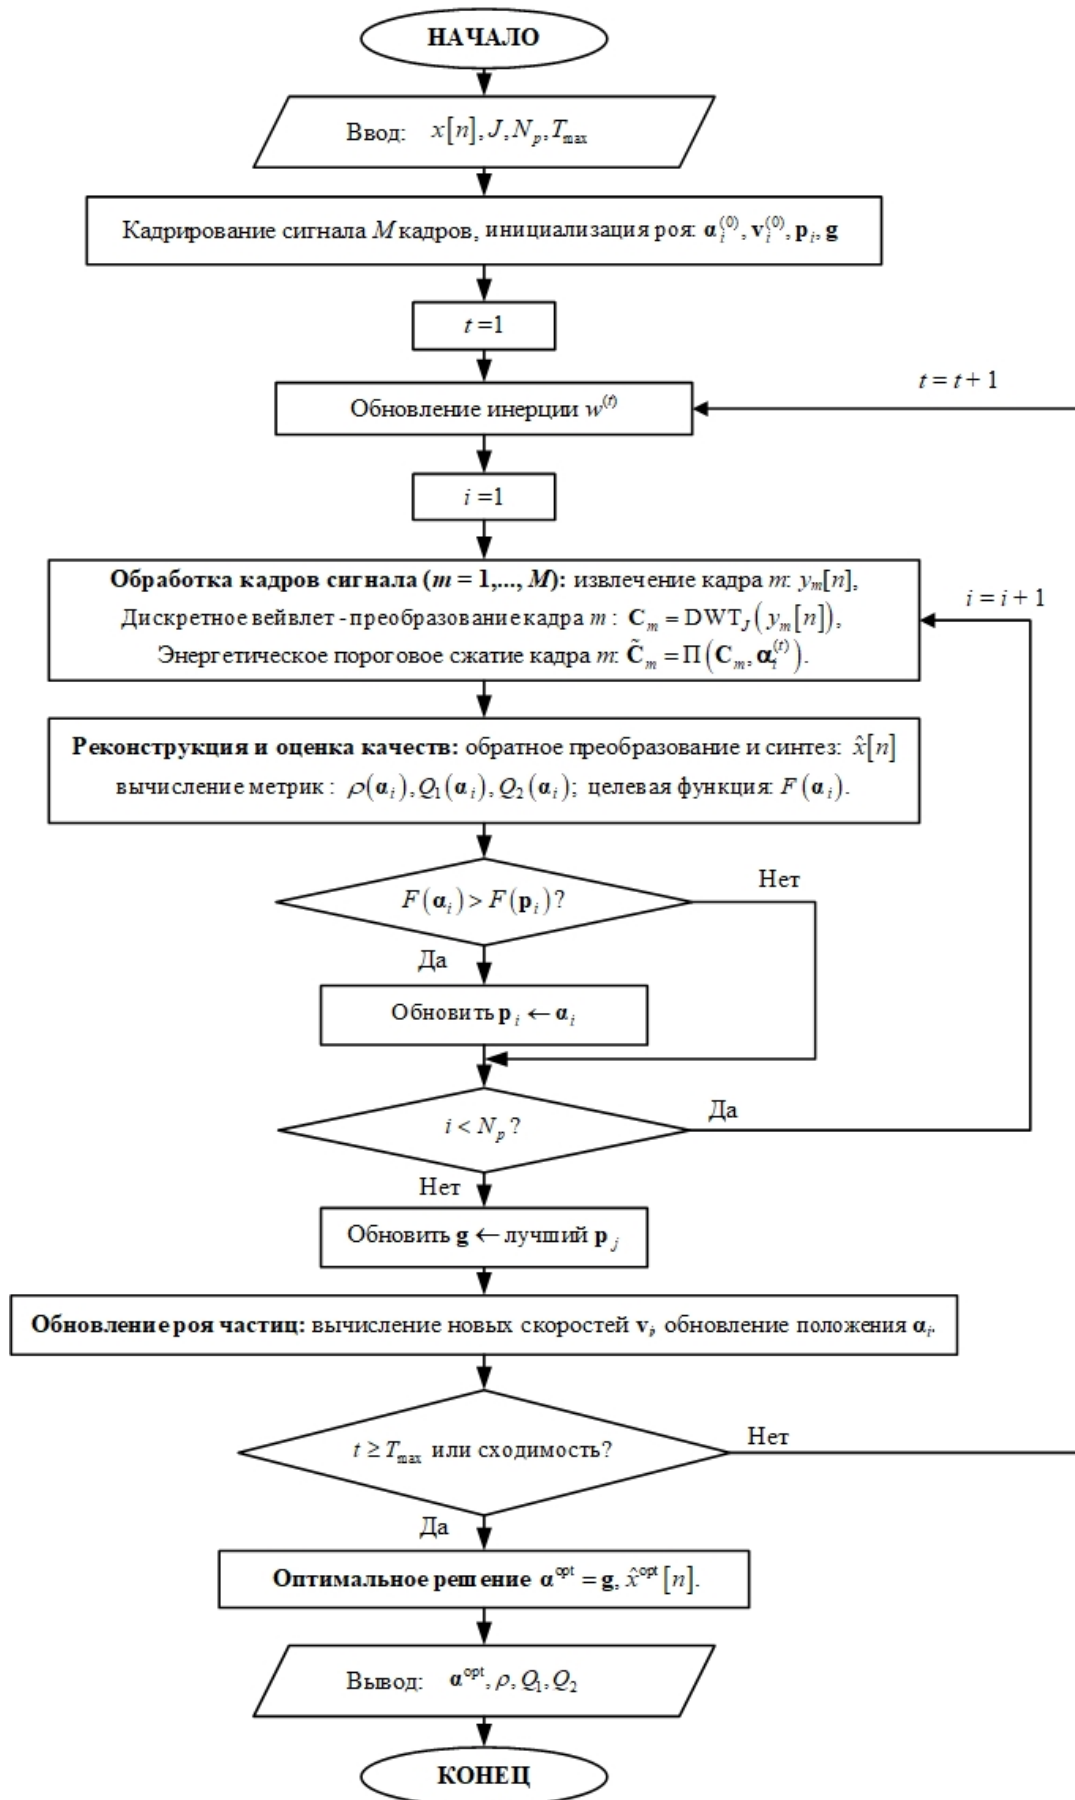 НАЧАЛО
Ввод: x[n], J, N_p, T_max
Кадрирование сигнала M кадров, инициализация роя: α_i^(0), v_i^(0), p_i, g
t =1
t = t + 1
Обновление инерции w^(t)
i =1
Обработка кадров сигнала (m = 1,..., M): извлечение кадра m: y_m[n],
i = i + 1
Дискретное вейвлет - преобразование кадра m : C_m = DWT_J(y_m[n]),
Энергетическое пороговое сжатие кадра m: C̃_m = Π(C_m, α_i^(t)).
Реконструкция и оценка качеств: обратное преобразование и синтез: x̂[n]
вычисление метрик : ρ(α_i), Q_1(α_i), Q_2(α_i); целевая функция: F(α_i).
Нет
F(α_i) > F(p_i)?
Да
Обновить p_i ← α_i
Да
i < N_p ?
Нет
Обновить g ← лучший p_j
Обновление роя частиц: вычисление новых скоростей v_i, обновление положения α_i.
t ≥ T_max или сходимость?
Нет
Да
Оптимальное решение α^opt = g, x̂^opt[n].
Вывод: α^opt, ρ, Q_1, Q_2
КОНЕЦ